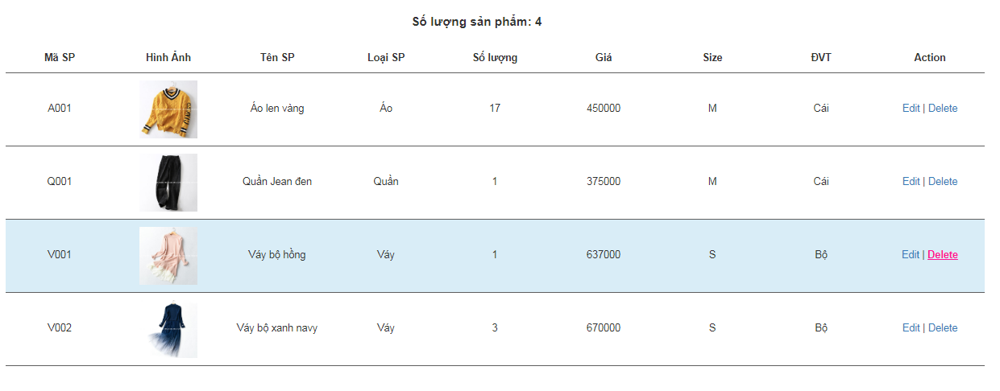 Số lượng sản phẩm: 4
Mã SP Hình Ảnh Tên SP Loại SP Số lượng Giá Size ĐVT Action
A001 Áo len vàng Áo 17 450000 M Cái Edit | Delete
Q001 Quần Jean đen Quần 1 375000 M Cái Edit | Delete
V001 Váy bộ hồng Váy 1 637000 S Bộ Edit | Delete
V002 Váy bộ xanh navy Váy 3 670000 S Bộ Edit | Delete